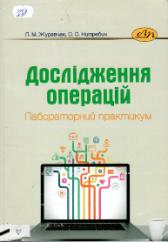 Л. М. Журавчак, О. О. Нитребич
Дослідження
операцій
Лабораторний практикум